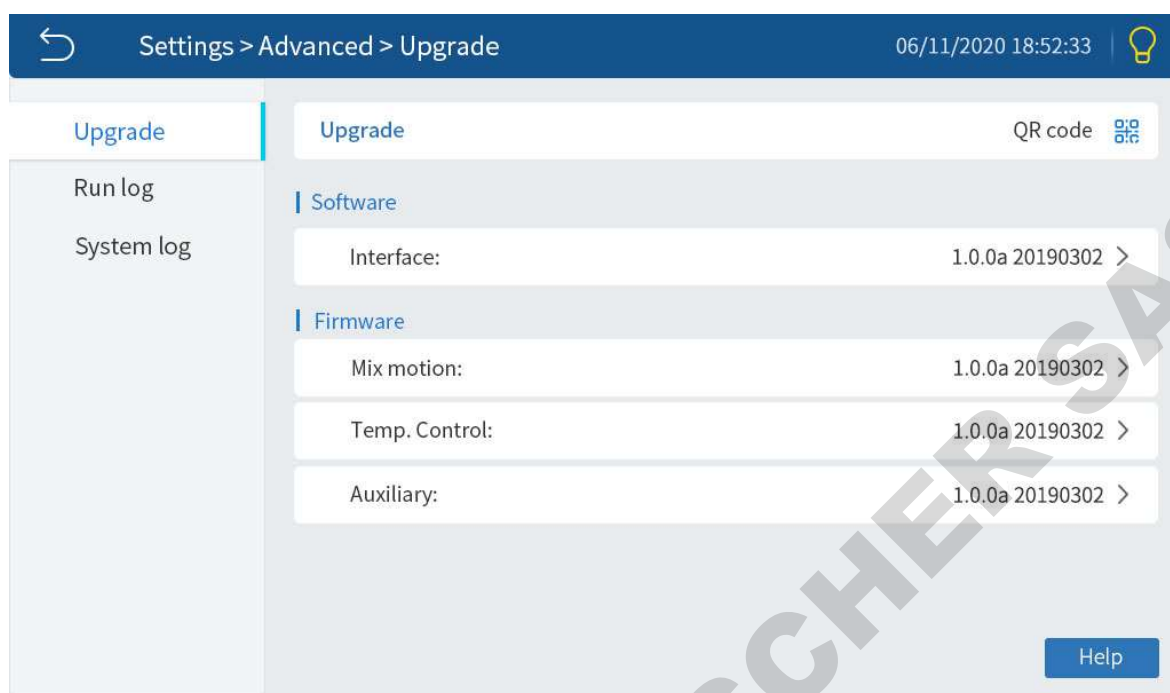 Settings > Advanced > Upgrade 06/11/2020 18:52:33
Upgrade
Run log
System log
Upgrade QR code
Software
Interface: 1.0.0a 20190302 >
Firmware
Mix motion: 1.0.0a 20190302 >
Temp. Control: 1.0.0a 20190302 >
Auxiliary: 1.0.0a 20190302 >
Help
SCHER SA